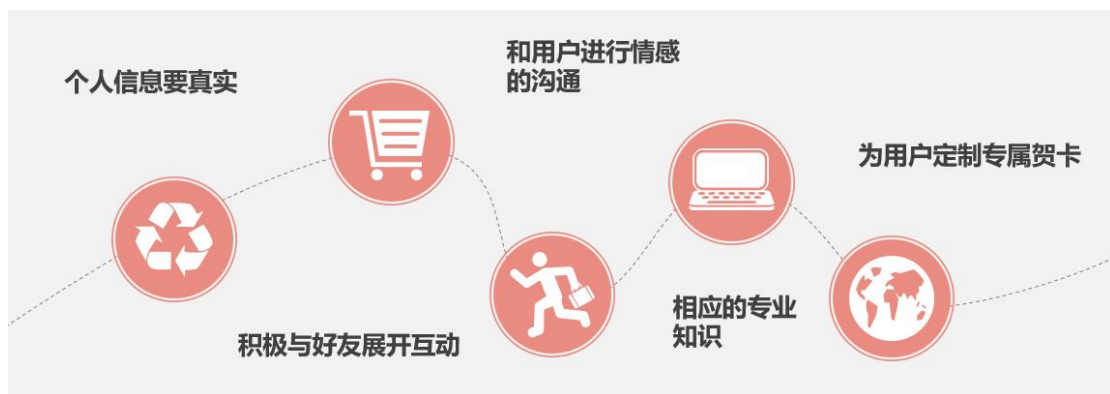 个人信息要真实
积极与好友展开互动
和用户进行情感
的沟通
相应的专业
知识
为用户定制专属贺卡